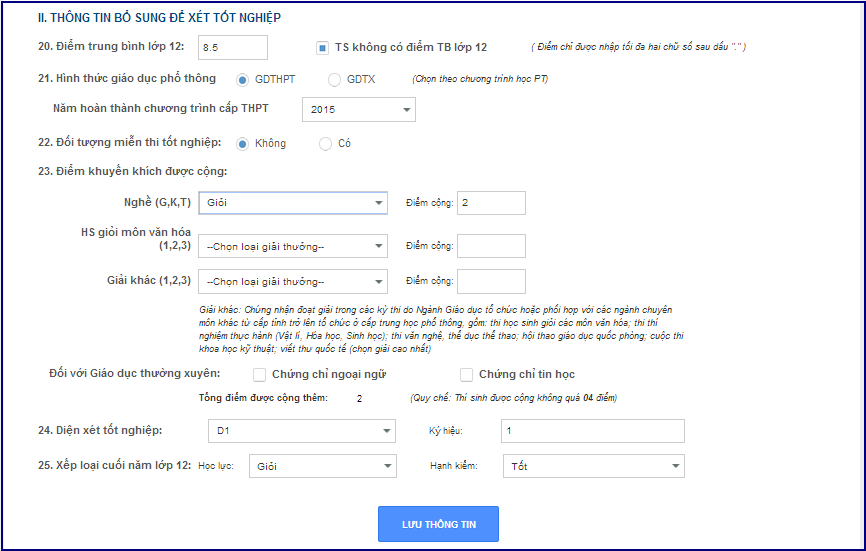 II. THÔNG TIN BỔ SUNG ĐỂ XÉT TỐT NGHIỆP
20. Điểm trung bình lớp 12: 8.5 TS không có điểm TB lớp 12 ( Điểm chỉ được nhập tối đa hai chữ số sau dấu "." )
21. Hình thức giáo dục phổ thông GDTHPT GDTX (Chọn theo chương trình học PT)
Năm hoàn thành chương trình cấp THPT 2015
22. Đối tượng miễn thi tốt nghiệp: Không Có
23. Điểm khuyến khích được cộng:
Nghề (G,K,T) Giỏi Điểm cộng: 2
HS giỏi môn văn hóa
(1,2,3) --Chọn loại giải thưởng-- Điểm cộng:
Giải khác (1,2,3) --Chọn loại giải thưởng-- Điểm cộng:
Giải khác: Chứng nhận đoạt giải trong các kỳ thi do Ngành Giáo dục tổ chức hoặc phối hợp với các ngành chuyên
môn khác từ cấp tỉnh trở lên tổ chức ở cấp trung học phổ thông, gồm: thi học sinh giỏi các môn văn hóa; thi thí
nghiệm thực hành (Vật lí, Hóa học, Sinh học); thi văn nghệ, thể dục thể thao; hội thao giáo dục quốc phòng; cuộc thi
khoa học kỹ thuật; viết thư quốc tế (chọn giải cao nhất)
Đối với Giáo dục thường xuyên: Chứng chỉ ngoại ngữ Chứng chỉ tin học
Tổng điểm được cộng thêm: 2 (Quy chế: Thí sinh được cộng không quá 04 điểm)
24. Diện xét tốt nghiệp: D1 Ký hiệu: 1
25. Xếp loại cuối năm lớp 12: Học lực: Giỏi Hạnh kiểm: Tốt
LƯU THÔNG TIN